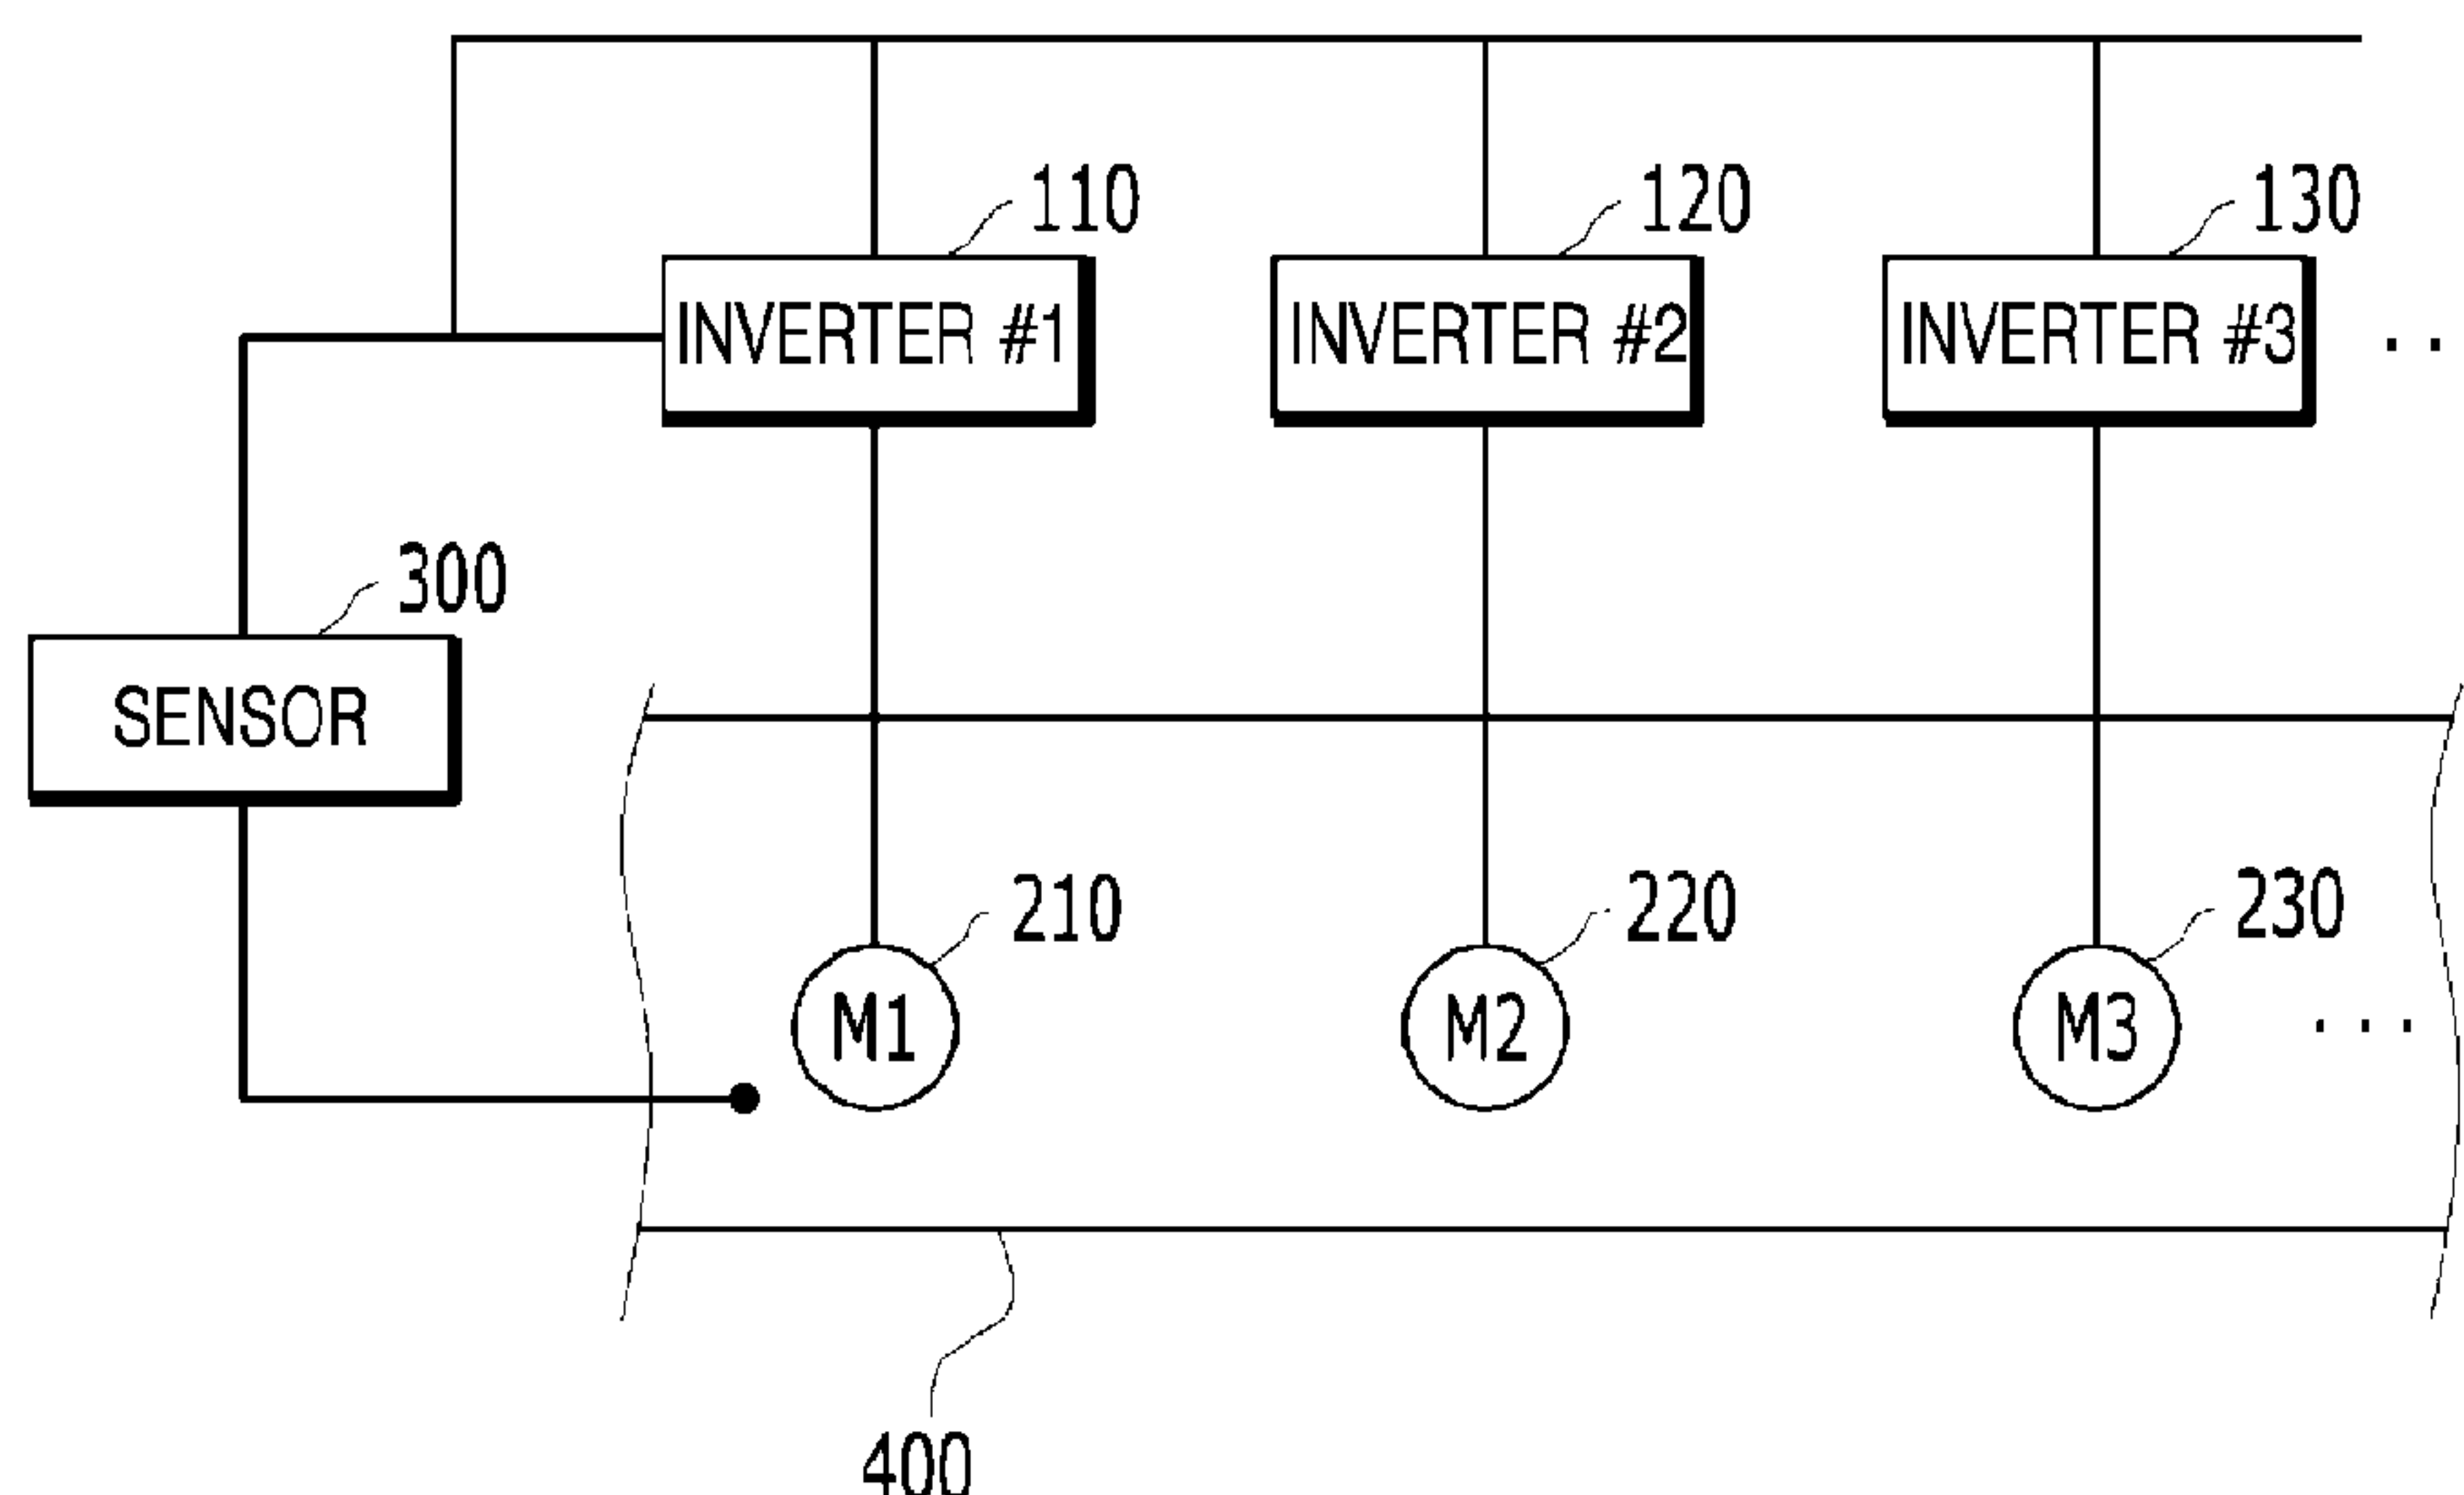 110
120
130
INVERTER #1
INVERTER #2
INVERTER #3
..
300
SENSOR
210
220
230
M1
M2
M3
...
400